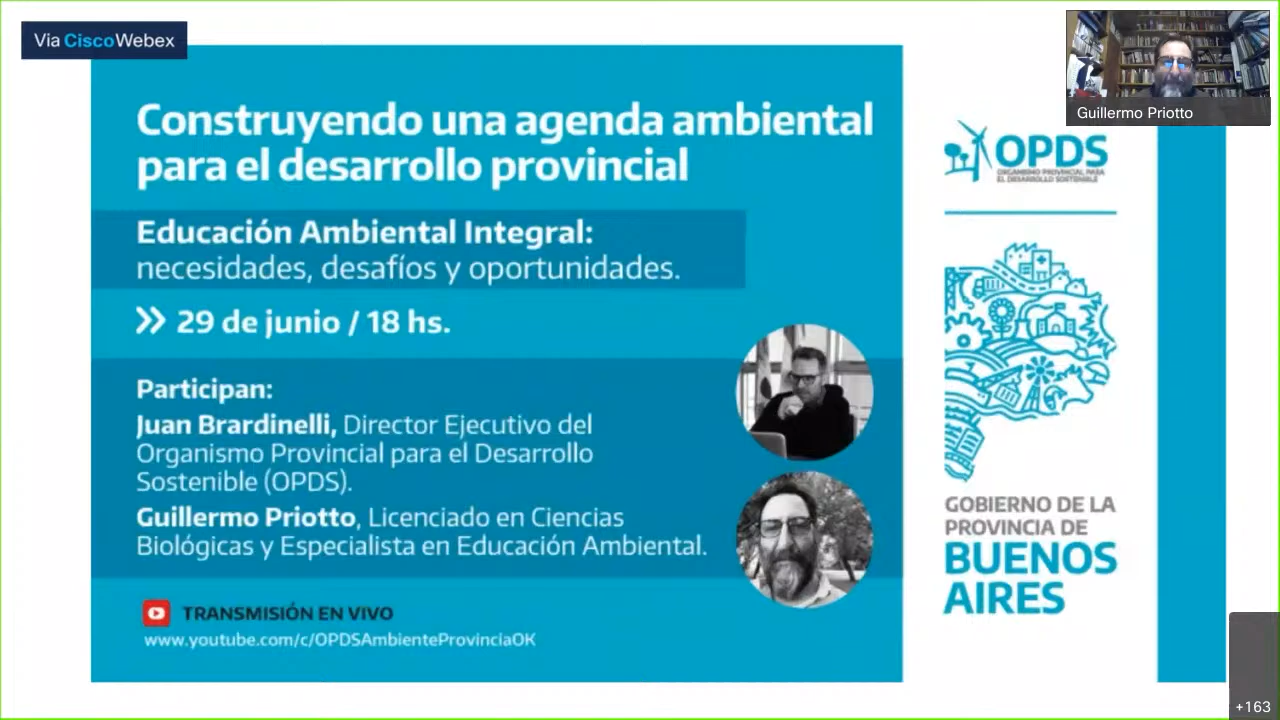 Vía CiscoWebex
Guillermo Priotto
Construyendo una agenda ambiental
para el desarrollo provincial
Educación Ambiental Integral:
necesidades, desafíos y oportunidades.
29 de junio / 18 hs.
Participan:
Juan Brardinelli, Director Ejecutivo del
Organismo Provincial para el Desarrollo
Sostenible (OPDS).
Guillermo Priotto, Licenciado en Ciencias
Biológicas y Especialista en Educación Ambiental.
TRANSMISIÓN EN VIVO
www.youtube.com/c/OPDSAmbienteProvinciaOK
OPDS
ORGANISMO PROVINCIAL PARA
EL DESARROLLO SOSTENIBLE
GOBIERNO DE LA
PROVINCIA DE
BUENOS
AIRES
+163